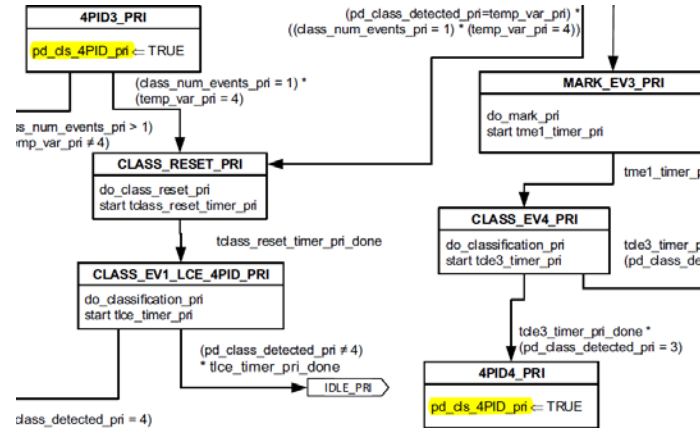 4PID3_PRI
pd_cls_4PID_pri ⇐ TRUE
(class_num_events_pri = 1) *
(temp_var_pri = 4)
ss_num_events_pri > 1)
emp_var_pri ≠ 4)
(pd_class_detected_pri=temp_var_pri) *
((class_num_events_pri = 1) * (temp_var_pri = 4))
MARK_EV3_PRI
do_mark_pri
start tme1_timer_pri
tme1_timer_p
CLASS_RESET_PRI
do_class_reset_pri
start tclass_reset_timer_pri
tclass_reset_timer_pri_done
CLASS_EV4_PRI
do_classification_pri
start tcle3_timer_pri
tcle3_timer_p
(pd_class_de
CLASS_EV1_LCE_4PID_PRI
do_classification_pri
start tlce_timer_pri
(pd_class_detected_pri ≠ 4)
* tlce_timer_pri_done
IDLE_PRI
class_detected_pri = 4)
tcle3_timer_pri_done *
(pd_class_detected_pri = 3)
4PID4_PRI
pd_cls_4PID_pri ⇐ TRUE